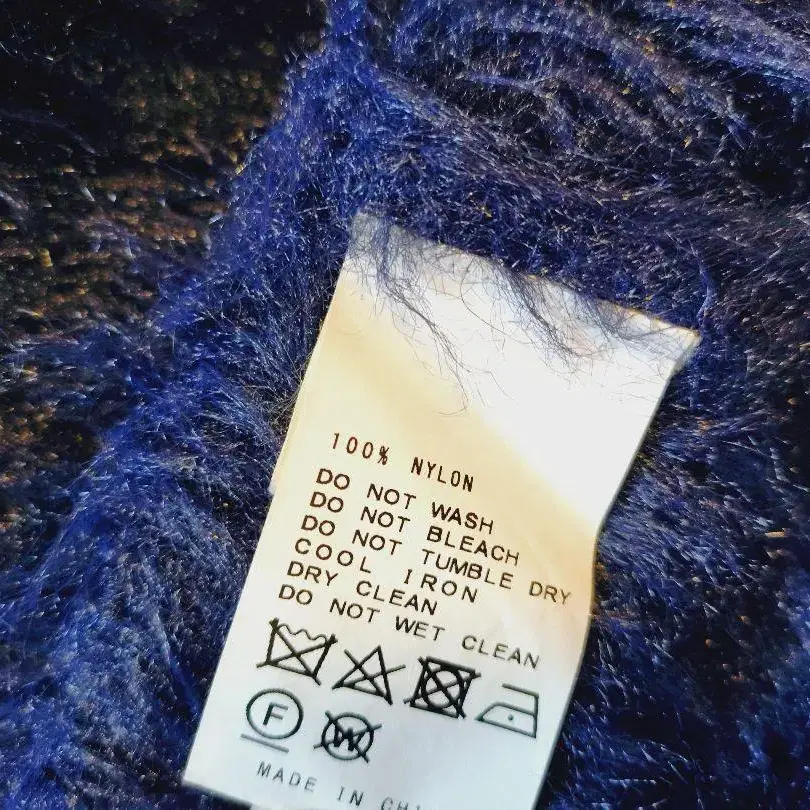 100% NYLON
DO NOT WASH
DO NOT BLEACH
DO NOT TUMBLE DRY
COOL IRON
DRY CLEAN
DO NOT WET CLEAN
F W
MADE IN